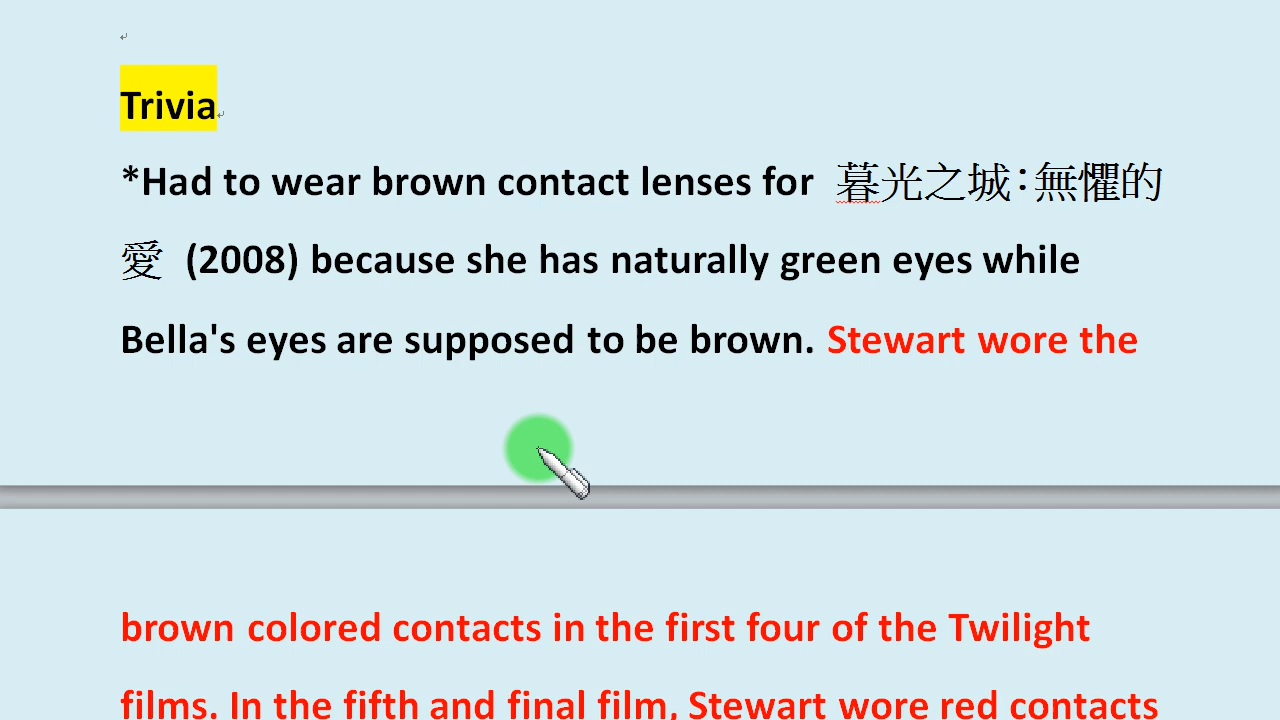 Trivia
*Had to wear brown contact lenses for 暮光之城:無懼的
愛 (2008) because she has naturally green eyes while
Bella's eyes are supposed to be brown. Stewart wore the
brown colored contacts in the first four of the Twilight
films. In the fifth and final film, Stewart wore red contacts